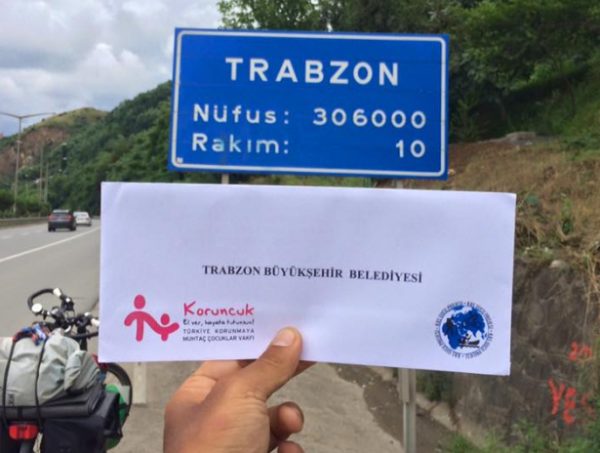 TRABZON
Nüfus: 306000
Rakım: 10
TRABZON BÜYÜKŞEHİR BELEDİYESİ
Koruncuk
El ver, hayata tutunsun!
TÜRKİYE KORUNMAYA
MUHTAÇ ÇOCUKLAR VAKFI